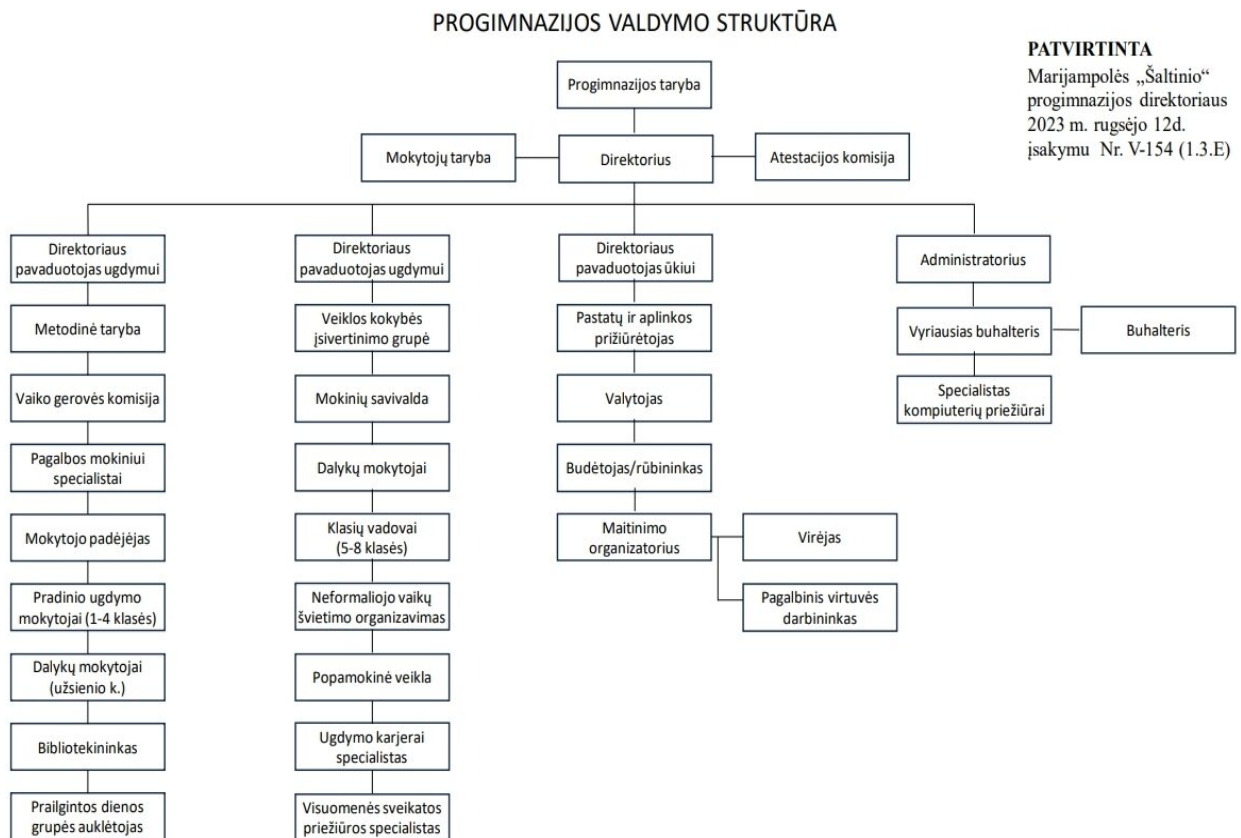 PROGIMNAZIJOS VALDYMO STRUKTŪRA
PATVIRTINTA
Marijampolės „Šaltinio“
progimnazijos direktoriaus
2023 m. rugsėjo 12d.
įsakymu Nr. V-154 (1.3.E)
Progimnazijos taryba
Mokytojų taryba
Direktorius
Atestacijos komisija
Direktoriaus
pavaduotojas ugdymui
Metodinė taryba
Vaiko gerovės komisija
Pagalbos mokiniui
specialistai
Mokytojo padėjėjas
Pradinio ugdymo
mokytojai (1-4 klasės)
Dalykų mokytojai
(užsienio k.)
Bibliotekininkas
Prailgintos dienos
grupės auklėtojas
Direktoriaus
pavaduotojas ugdymui
Veiklos kokybės
įsivertinimo grupė
Mokinių savivalda
Dalykų mokytojai
Klasių vadovai
(5-8 klasės)
Neformaliojo vaikų
švietimo organizavimas
Popamokinė veikla
Ugdymo karjerai
specialistas
Visuomenės sveikatos
priežiūros specialistas
Direktoriaus
pavaduotojas ūkiui
Pastatų ir aplinkos
prižiūrėtojas
Valytojas
Budėtojas/rūbininkas
Maitinimo
organizatorius
Virėjas
Pagalbinis virtuvės
darbininkas
Administratorius
Vyriausias buhalteris
Buhalteris
Specialistas
kompiuterių priežiūrai